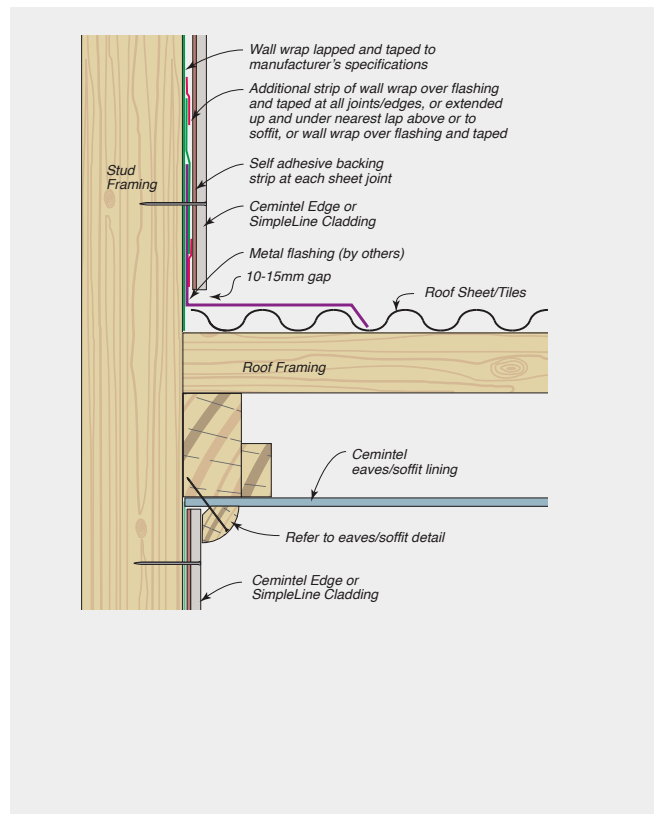 Wall wrap lapped and taped to
manufacturer's specifications
Additional strip of wall wrap over flashing
and taped at all joints/edges, or extended
up and under nearest lap above or to
soffit, or wall wrap over flashing and taped
Stud
Framing
Self adhesive backing
strip at each sheet joint
Cemintel Edge or
SimpleLine Cladding
Metal flashing (by others)
10-15mm gap
Roof Sheet/Tiles
Roof Framing
Cemintel
eaves/soffit lining
Refer to eaves/soffit detail
Cemintel Edge or
SimpleLine Cladding